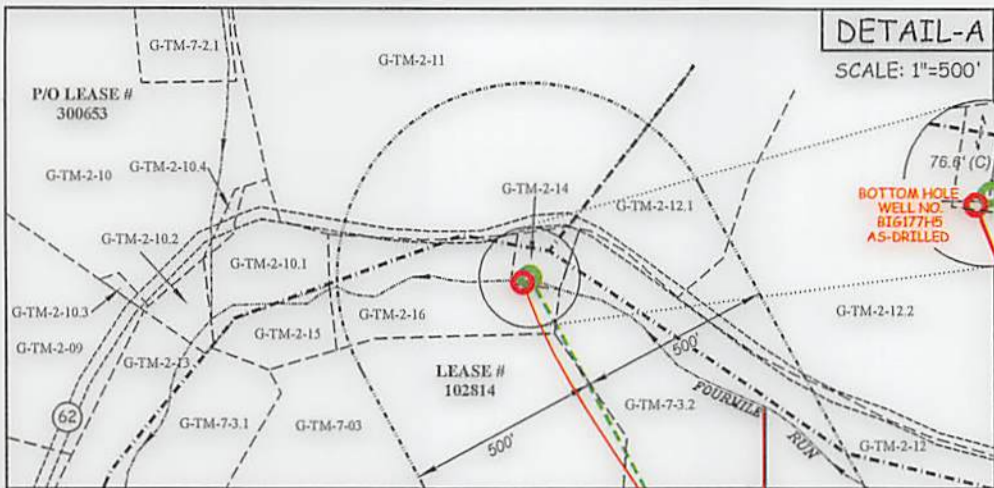 DETAIL-A
SCALE: 1"=500'
G-TM-7-2.1
G-TM-2-11
P/O LEASE #
300653
G-TM-2-10
G-TM-2-10.4
G-TM-2-14
G-TM-2-12.1
76.6' (C)
BOTTOM HOLE
WELL NO.
BIG177H5
AS-DRILLED
G-TM-2-10.2
G-TM-2-10.1
G-TM-2-10.3
G-TM-2-09
G-TM-2-13
G-TM-2-15
G-TM-2-16
G-TM-2-12.2
LEASE #
102814
500'
FOURMILE
RUN
62
G-TM-7-3.1
G-TM-7-03
G-TM-7-3.2
500'
G-TM-2-12